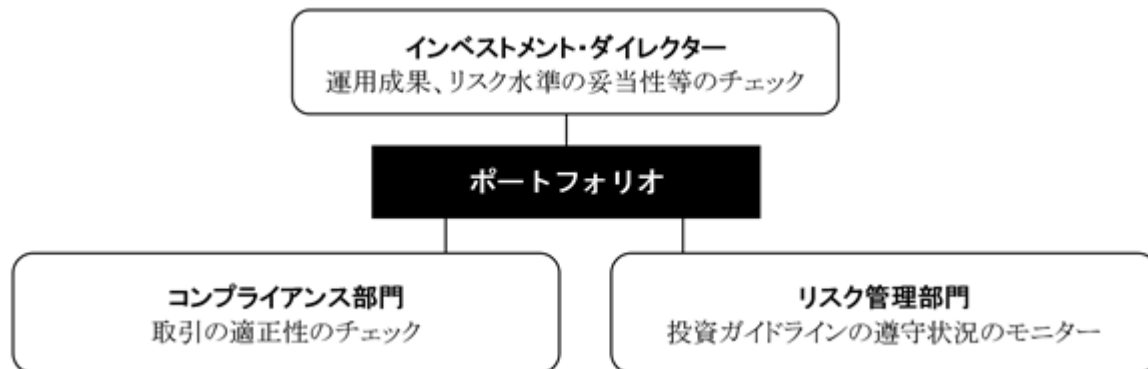 インベストメント・ダイレクター
運用成果、リスク水準の妥当性等のチェック
ポートフォリオ
コンプライアンス部門
取引の適正性のチェック
リスク管理部門
投資ガイドラインの遵守状況のモニター